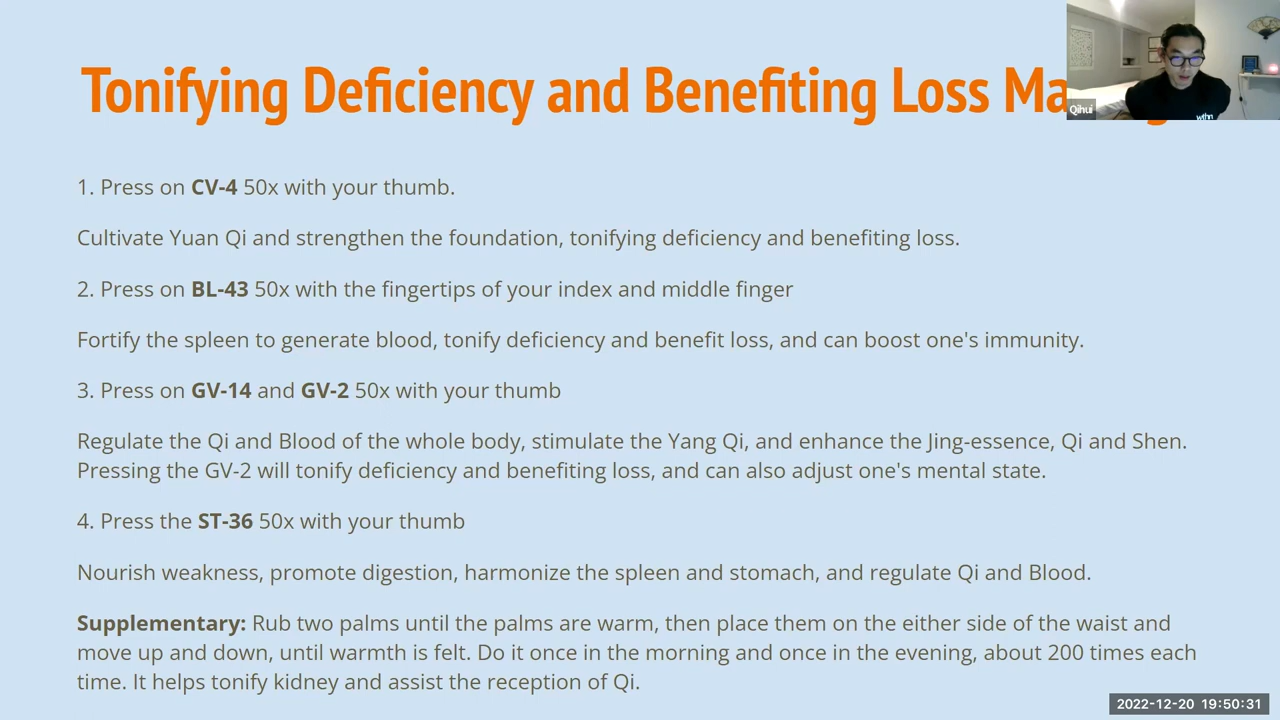 Tonifying Deficiency and Benefiting Loss
Qihui
1. Press on CV-4 50x with your thumb.
Cultivate Yuan Qi and strengthen the foundation, tonifying deficiency and benefiting loss.
2. Press on BL-43 50x with the fingertips of your index and middle finger
Fortify the spleen to generate blood, tonify deficiency and benefit loss, and can boost one's immunity.
3. Press on GV-14 and GV-2 50x with your thumb
Regulate the Qi and Blood of the whole body, stimulate the Yang Qi, and enhance the Jing-essence, Qi and Shen.
Pressing the GV-2 will tonify deficiency and benefiting loss, and can also adjust one's mental state.
4. Press the ST-36 50x with your thumb
Nourish weakness, promote digestion, harmonize the spleen and stomach, and regulate Qi and Blood.
Supplementary: Rub two palms until the palms are warm, then place them on the either side of the waist and
move up and down, until warmth is felt. Do it once in the morning and once in the evening, about 200 times each
time. It helps tonify kidney and assist the reception of Qi.
2022-12-20 19:50:31